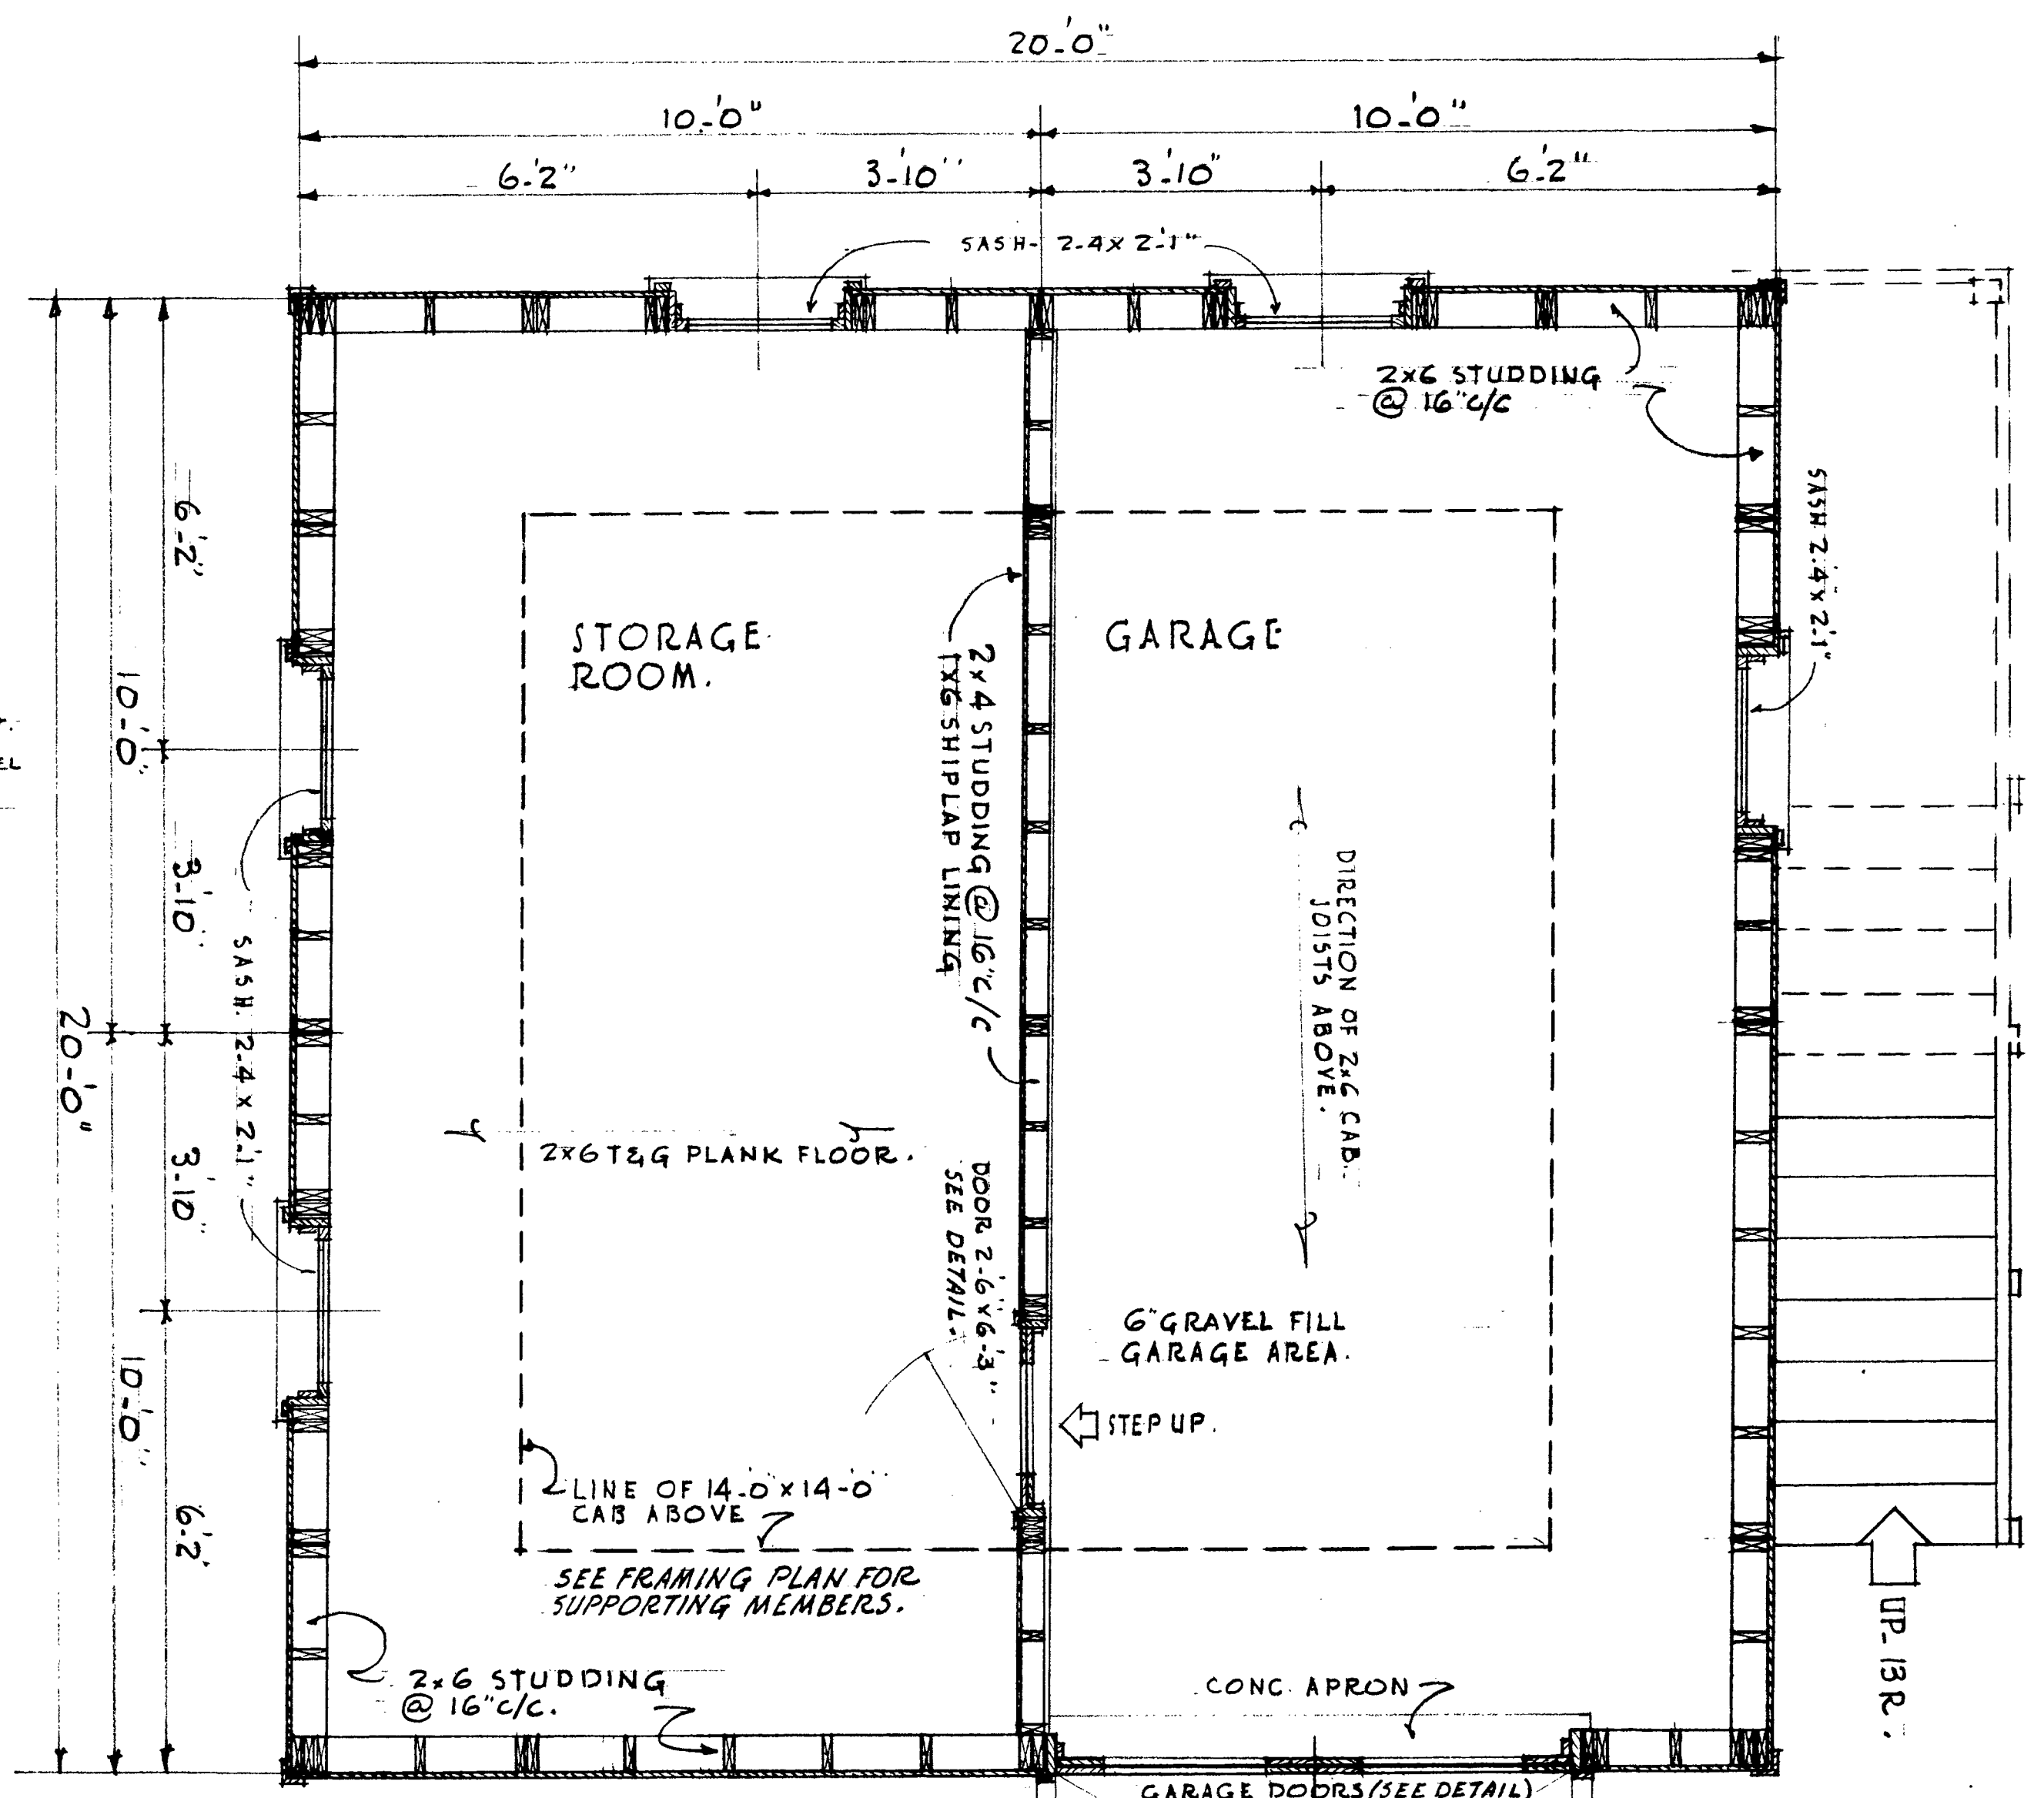 20'-0"
10'-0"
10'-0"
6'-2"
3'-10"
3'-10"
6'-2"
SASH- 2-4 x 2'-1"
2x6 STUDDING
@ 16" C/C
SASH 2'-4 x 2'-1"
6'-2"
10'-0"
3'-10"
20'-0"
3'-10"
10'-0"
6'-2'
SASH. 2-4 x 2'-1"
STORAGE
ROOM.
GARAGE
2x4 STUDDING @ 16" C/C
1x6 SHIPLAP LINING
DIRECTION OF 2x6 CAB.
JOISTS ABOVE.
2x6 T&G PLANK FLOOR.
DOOR 2'-6" x 6'-3"
SEE DETAIL.
6" GRAVEL FILL
GARAGE AREA.
STEP UP.
LINE OF 14'-0 x 14'-0"
CAB ABOVE
SEE FRAMING PLAN FOR
SUPPORTING MEMBERS.
2x6 STUDDING
@ 16" C/C.
CONC. APRON
UP- 13 R.
GARAGE DOORS (SEE DETAIL)